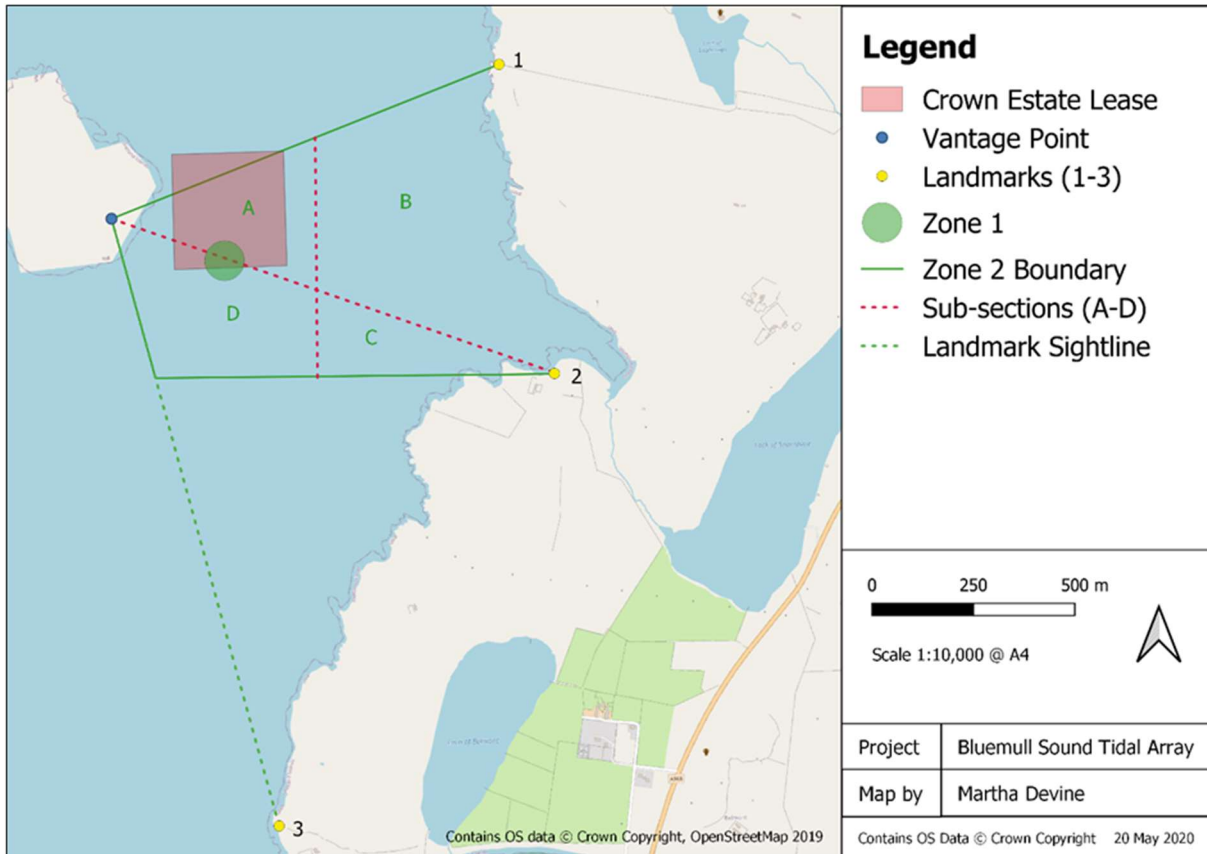 1
A
B
D
C
2
3
Contains OS data © Crown Copyright, OpenStreetMap 2019
Legend
Crown Estate Lease
Vantage Point
Landmarks (1-3)
Zone 1
Zone 2 Boundary
Sub-sections (A-D)
Landmark Sightline
0 250 500 m
Scale 1:10,000 @ A4
Project Bluemull Sound Tidal Array
Map by Martha Devine
Contains OS Data © Crown Copyright 20 May 2020